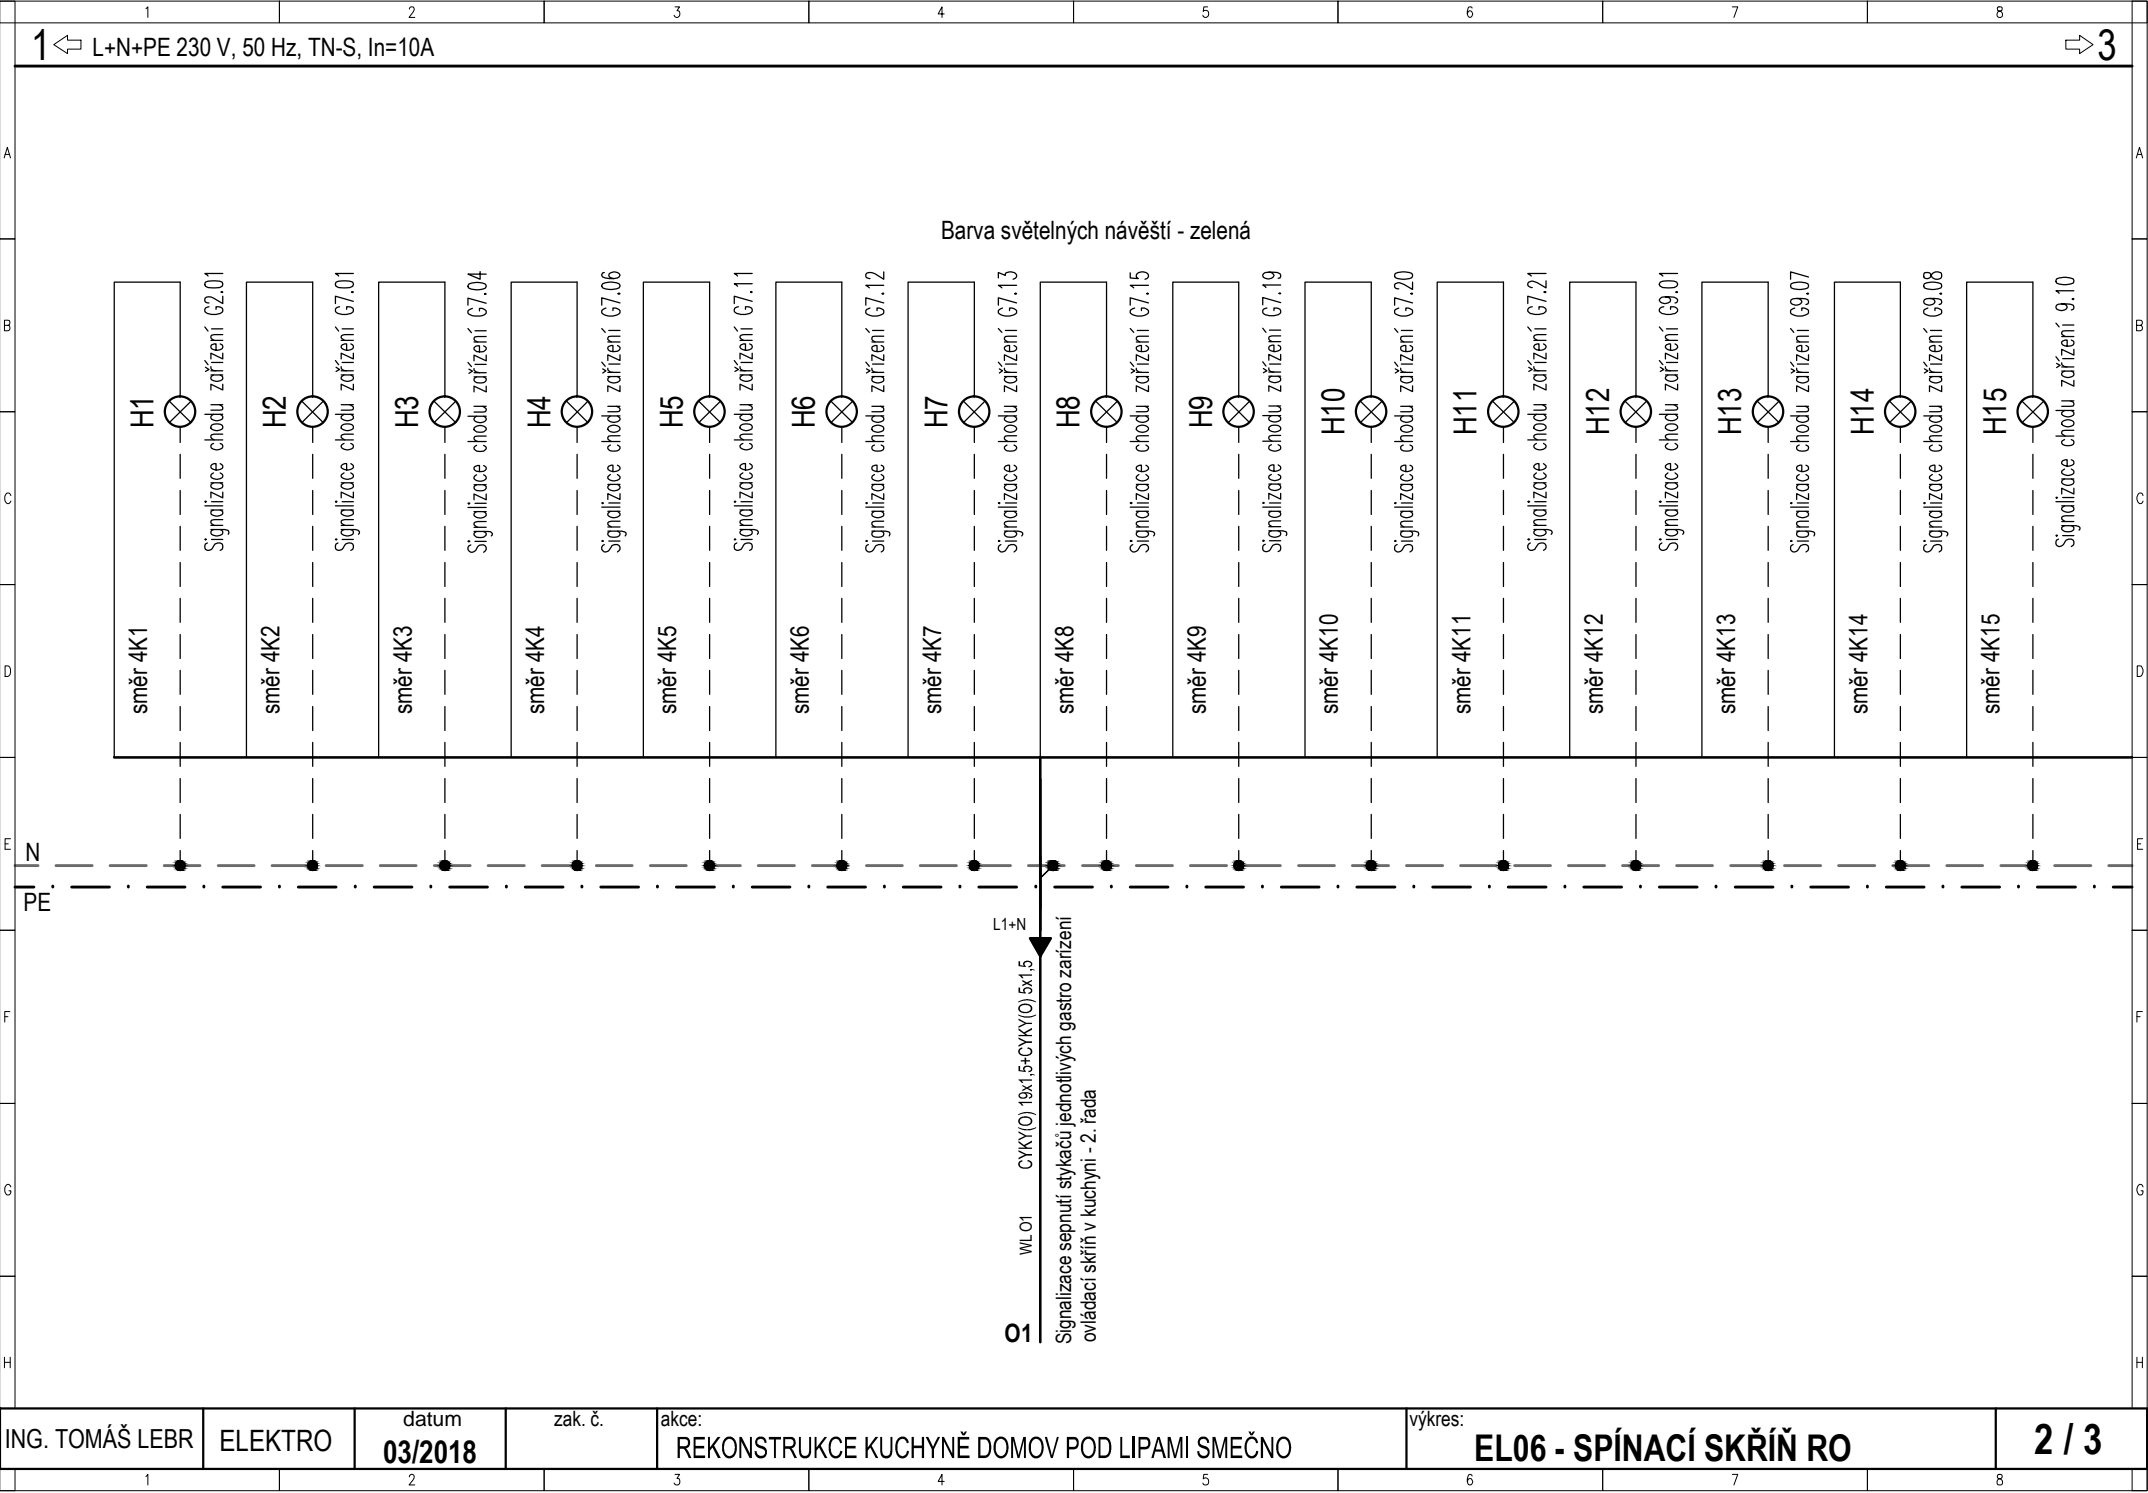 1 2 3 4 5 6 7 8
1 L+N+PE 230 V, 50 Hz, TN-S, In=10A 3
A A
Barva světelných návěští - zelená
B B
H1 Signalizace chodu zařízení G2.01
H2 Signalizace chodu zařízení G7.01
H3 Signalizace chodu zařízení G7.04
H4 Signalizace chodu zařízení G7.06
H5 Signalizace chodu zařízení G7.11
H6 Signalizace chodu zařízení G7.12
H7 Signalizace chodu zařízení G7.13
H8 Signalizace chodu zařízení G7.15
H9 Signalizace chodu zařízení G7.19
H10 Signalizace chodu zařízení G7.20
H11 Signalizace chodu zařízení G7.21
H12 Signalizace chodu zařízení G9.01
H13 Signalizace chodu zařízení G9.07
H14 Signalizace chodu zařízení G9.08
H15 Signalizace chodu zařízení 9.10
C C
směr 4K1
směr 4K2
směr 4K3
směr 4K4
směr 4K5
směr 4K6
směr 4K7
směr 4K8
směr 4K9
směr 4K10
směr 4K11
směr 4K12
směr 4K13
směr 4K14
směr 4K15
D D
E E
N
PE
L1+N
F F
CYKY(O) 19x1,5+CYKY(O) 5x1,5
WLO1
O1
Signalizace sepnutí stykačů jednotlivých gastro zarízení
ovládací skříň v kuchyni - 2. řada
G G
H H
ING. TOMÁŠ LEBR
ELEKTRO
datum
03/2018
zak. č.
akce:
REKONSTRUKCE KUCHYNĚ DOMOV POD LIPAMI SMEČNO
výkres:
EL06 - SPÍNACÍ SKŘÍŇ RO
2 / 3
1 2 3 4 5 6 7 8